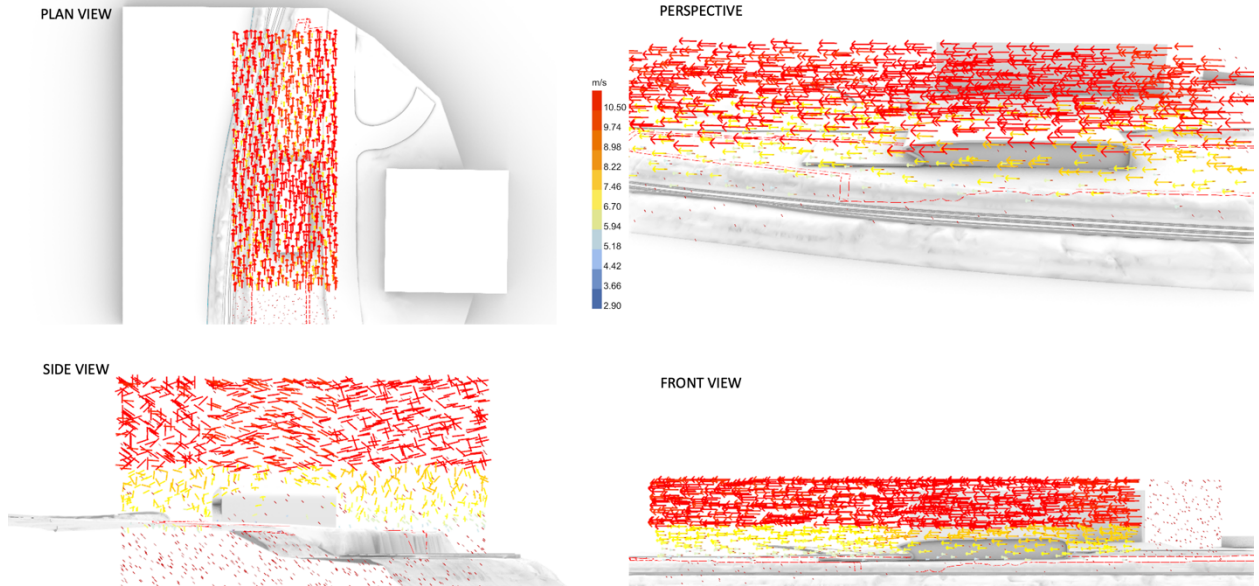 PLAN VIEW
PERSPECTIVE
m/s
10.50
9.74
8.98
8.22
7.46
6.70
5.94
5.18
4.42
3.66
2.90
SIDE VIEW
FRONT VIEW